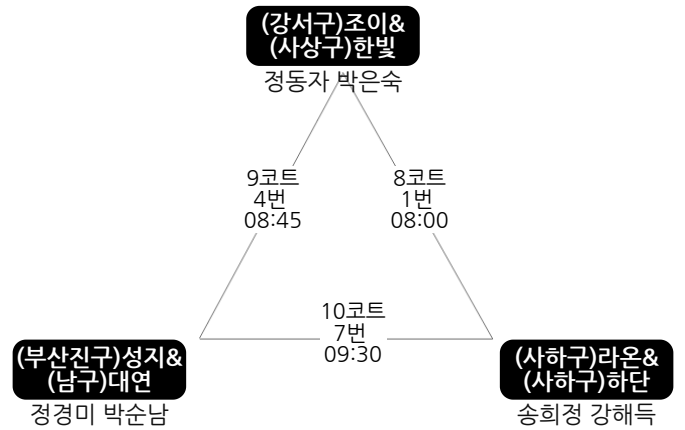 (강서구)조이&
(사상구)한빛
정동자 박은숙
9코트
4번
08:45
8코트
1번
08:00
10코트
7번
09:30
(부산진구)성지&
(남구)대연
정경미 박순남
(사하구)라온&
(사하구)하단
송희정 강해득